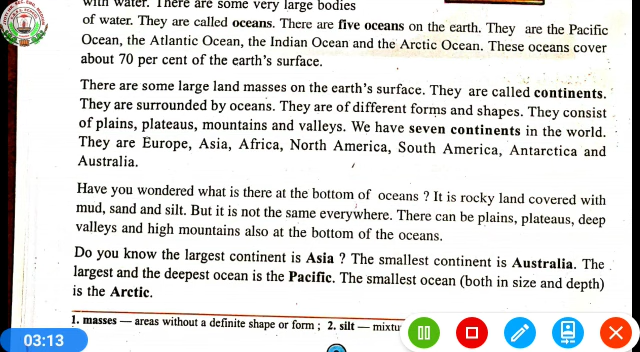 with water. There are some very large bodies
of water. They are called oceans. There are five oceans on the earth. They are the Pacific
Ocean, the Atlantic Ocean, the Indian Ocean and the Arctic Ocean. These oceans cover
about 70 per cent of the earth's surface.
There are some large land masses on the earth's surface. They are called continents.
They are surrounded by oceans. They are of different forms and shapes. They consist
of plains, plateaus, mountains and valleys. We have seven continents in the world.
They are Europe, Asia, Africa, North America, South America, Antarctica and
Australia.
Have you wondered what is there at the bottom of oceans ? It is rocky land covered with
mud, sand and silt. But it is not the same everywhere. There can be plains, plateaus, deep
valleys and high mountains also at the bottom of the oceans.
Do you know the largest continent is Asia ? The smallest continent is Australia. The
largest and the deepest ocean is the Pacific. The smallest ocean (both in size and depth)
is the Arctic.
1. masses — areas without a definite shape or form ; 2. silt — mixtu
03:13